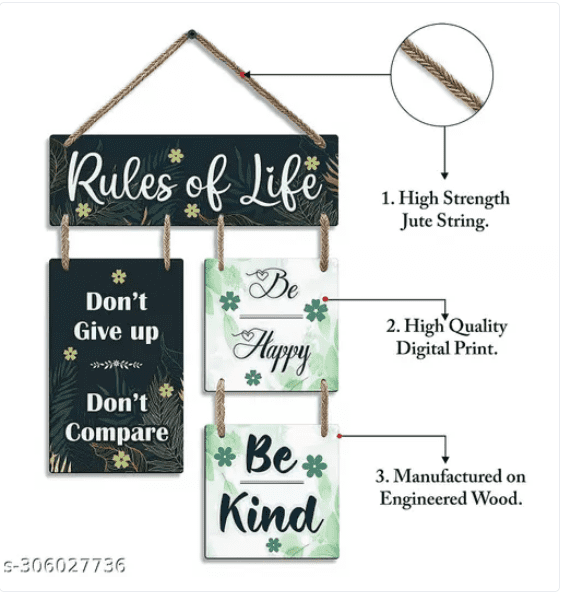 Rules of Life
Don't
Give up
Don't
Compare
Be
Happy
Be
Kind
1. High Strength
Jute String.
2. High Quality
Digital Print.
3. Manufactured on
Engineered Wood.
s-306027736